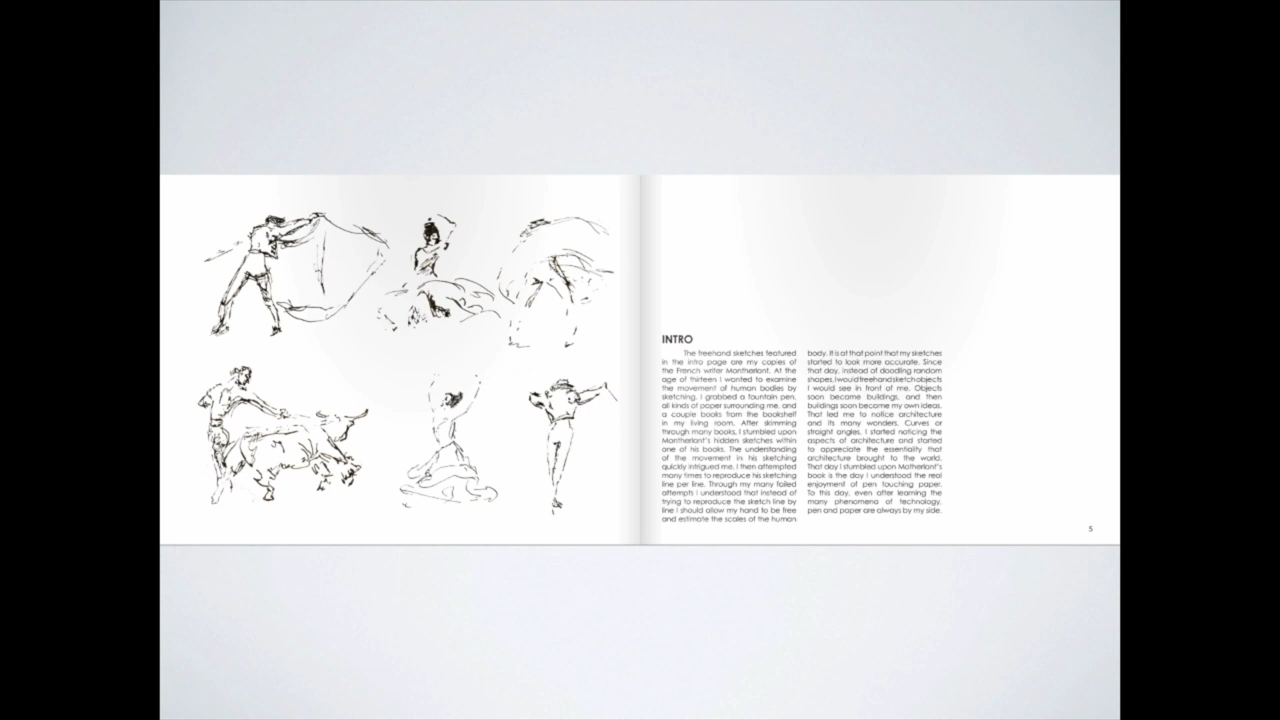 INTRO
The freehand sketches featured
in the intro page are my copies of
the French writer Montherlant. At the
age of thirteen I wanted to examine
the movement of human bodies by
sketching. I grabbed a fountain pen,
all kinds of paper surrounding me, and
a couple books from the bookshelf
in my living room. After skimming
through many books, I stumbled upon
Montherlant's hidden sketches within
one of his books. The understanding
of the movement in his sketching
quickly intrigued me. I then attempted
many times to reproduce his sketching
line per line. Through my many failed
attempts I understood that instead of
trying to reproduce the sketch line by
line I should allow my hand to be free
and estimate the scales of the human
body. It is at that point that my sketches
started to look more accurate. Since
that day, instead of doodling random
shapes, I would freehand sketch objects
I would see in front of me. Objects
soon became buildings, and then
buildings soon became my own ideas.
That led me to notice architecture
and its many wonders. Curves or
straight angles, I started noticing the
aspects of architecture and started
to appreciate the essentiality that
architecture brought to the world.
That day I stumbled upon Motherlant's
book is the day I understood the real
enjoyment of pen touching paper.
To this day, even after learning the
many phenomena of technology,
pen and paper are always by my side.
5